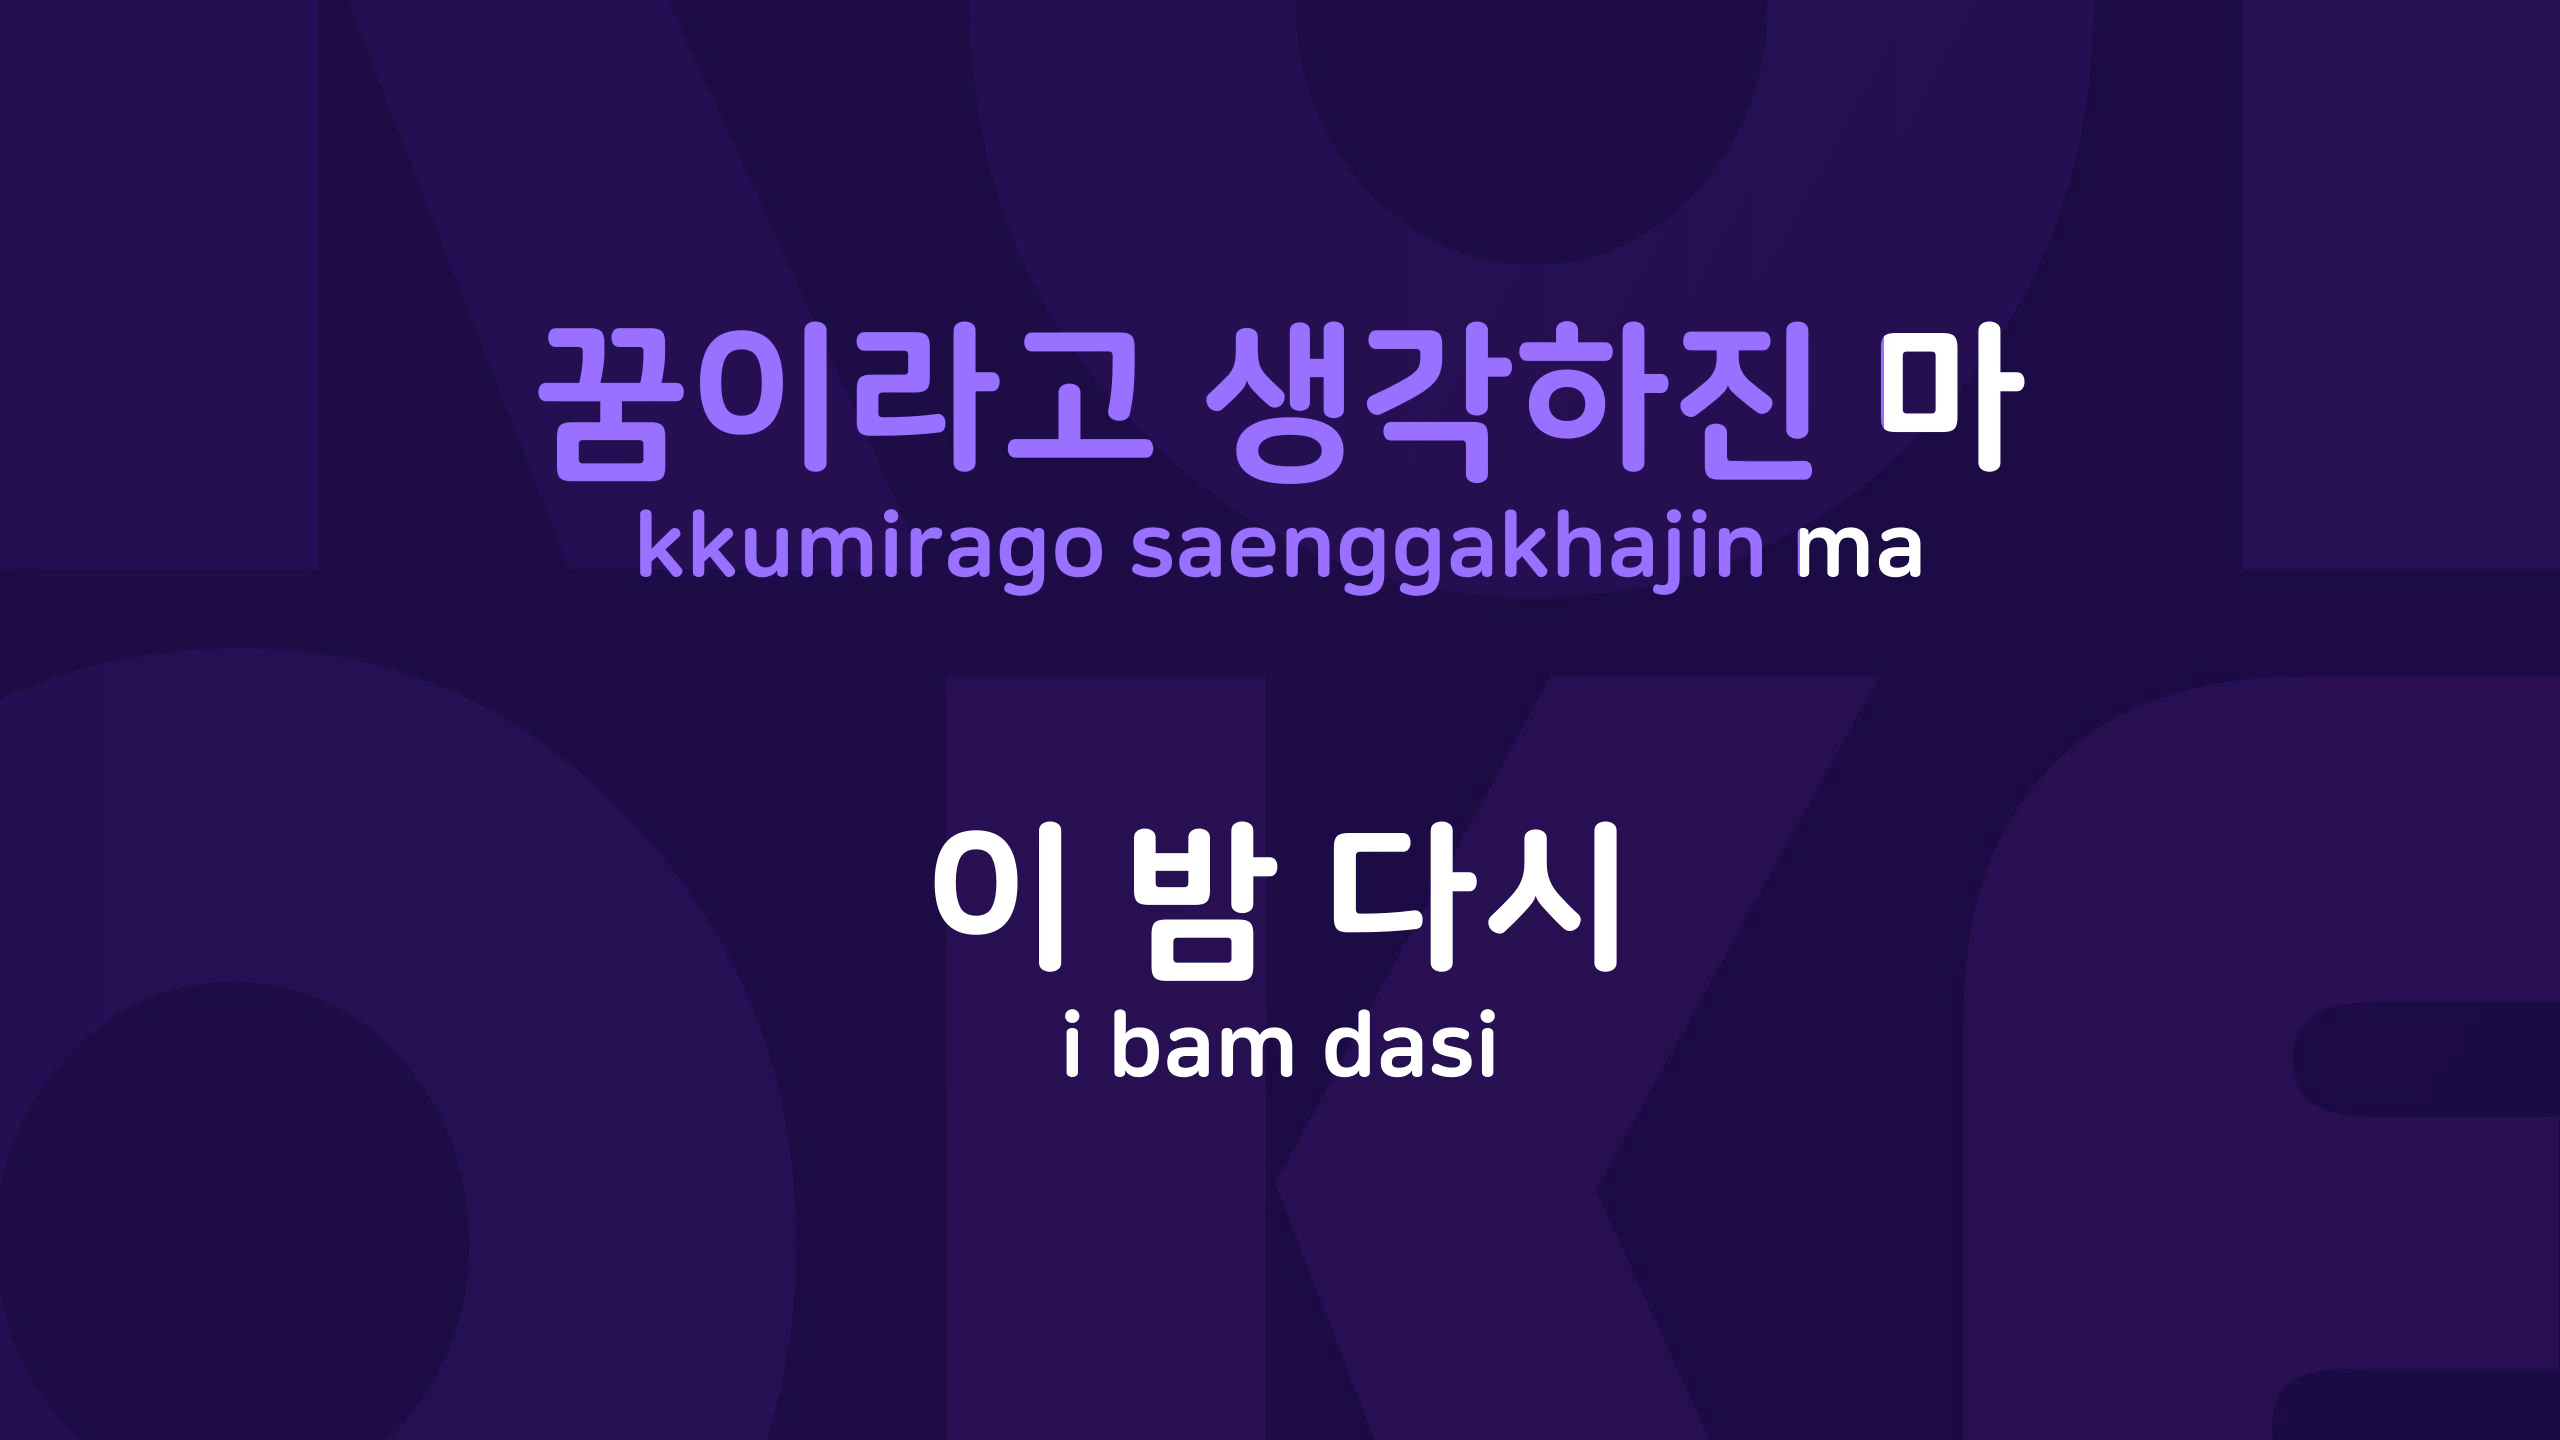 꿈이라고 생각하진 마
kkumirago saenggakhajin ma
이 밤 다시
i bam dasi